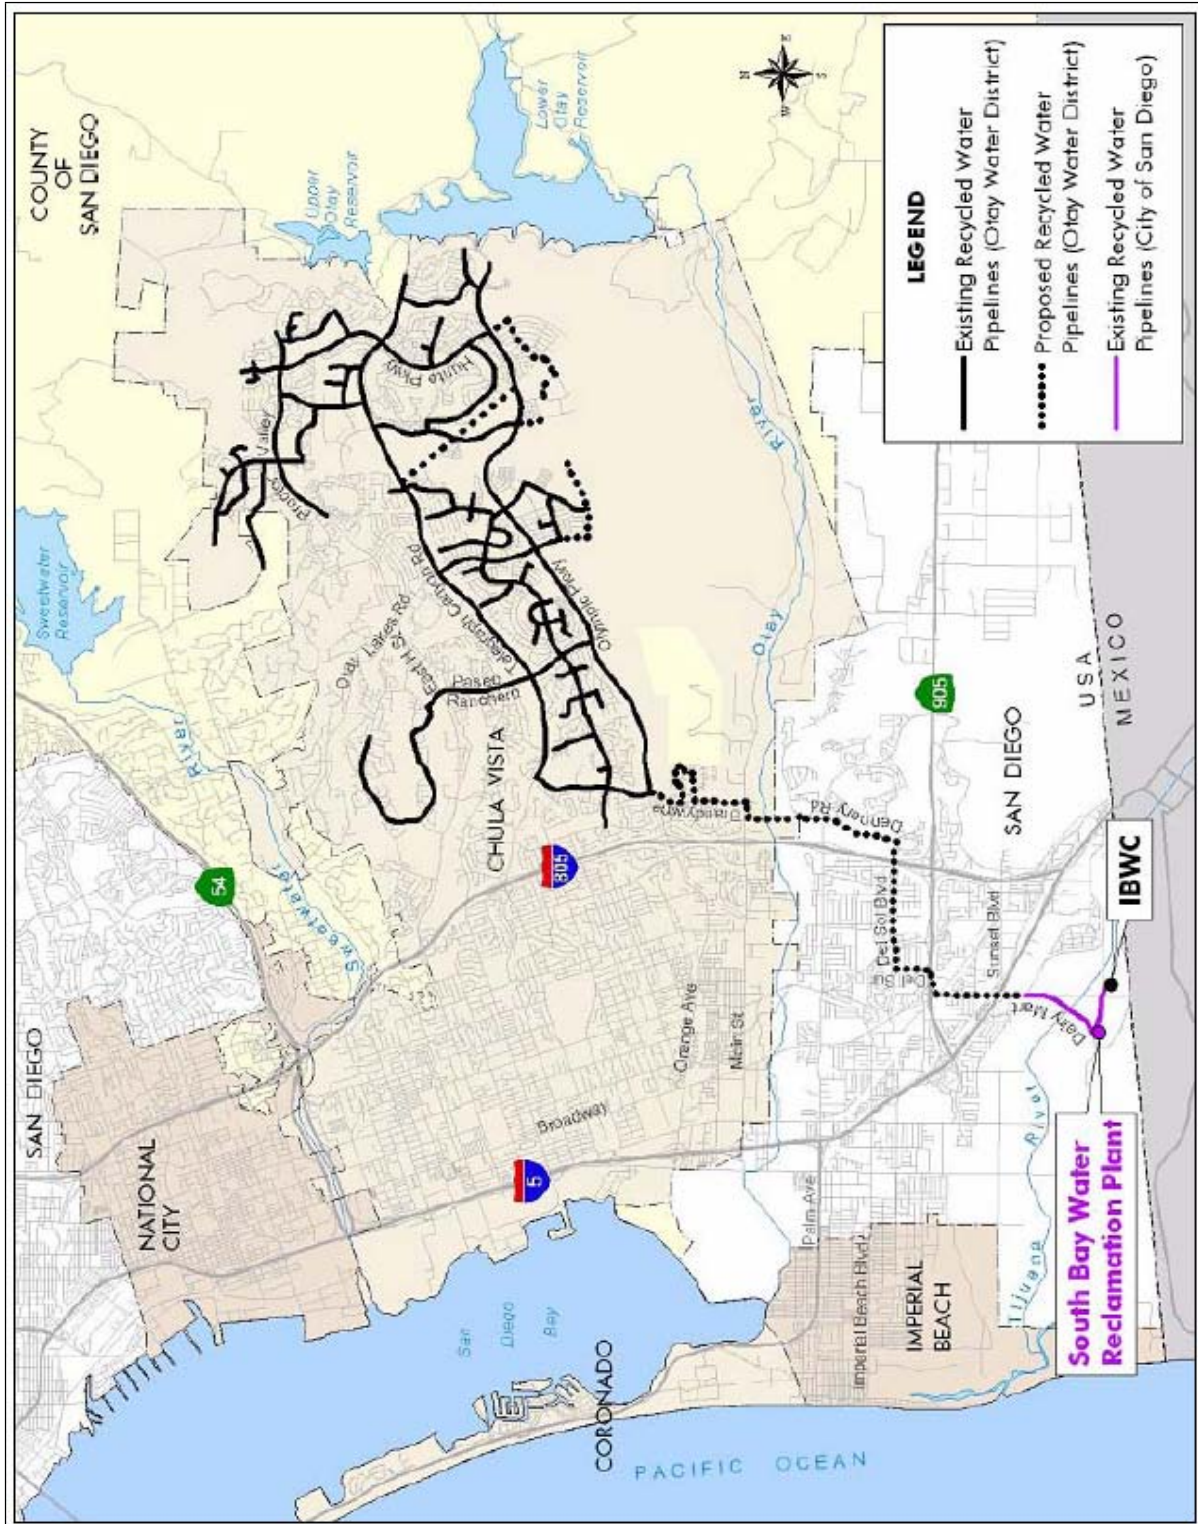 COUNTY
OF
SAN DIEGO
SAN DIEGO
NATIONAL
CITY
54
Sweetwater
River
Sweetwater
Reservoir
Upper
Otay
Reservoir
Lower
Otay
Reservoir
N
E
S
W
Proctor
Valley
Hunte Pkwy
Otay Lakes Rd
East H St
Telegraph Canyon Rd
Paseo
Ranchero
Olympic Pkwy
CHULA VISTA
805
5
Broadway
Orange Ave
Main St
Brandywine
San
Diego
Bay
CORONADO
PACIFIC OCEAN
Otay
River
Dennery Rd
Del Sol Blvd
Del Sur
905
Sunset Blvd
Dairy Mart
Palm Ave
Imperial Beach Blvd
IMPERIAL
BEACH
SAN DIEGO
Tijuana
River
USA
MEXICO
IBWC
South Bay Water
Reclamation Plant
LEGEND
Existing Recycled Water
Pipelines (Otay Water District)
Proposed Recycled Water
Pipelines (Otay Water District)
Existing Recycled Water
Pipelines (City of San Diego)